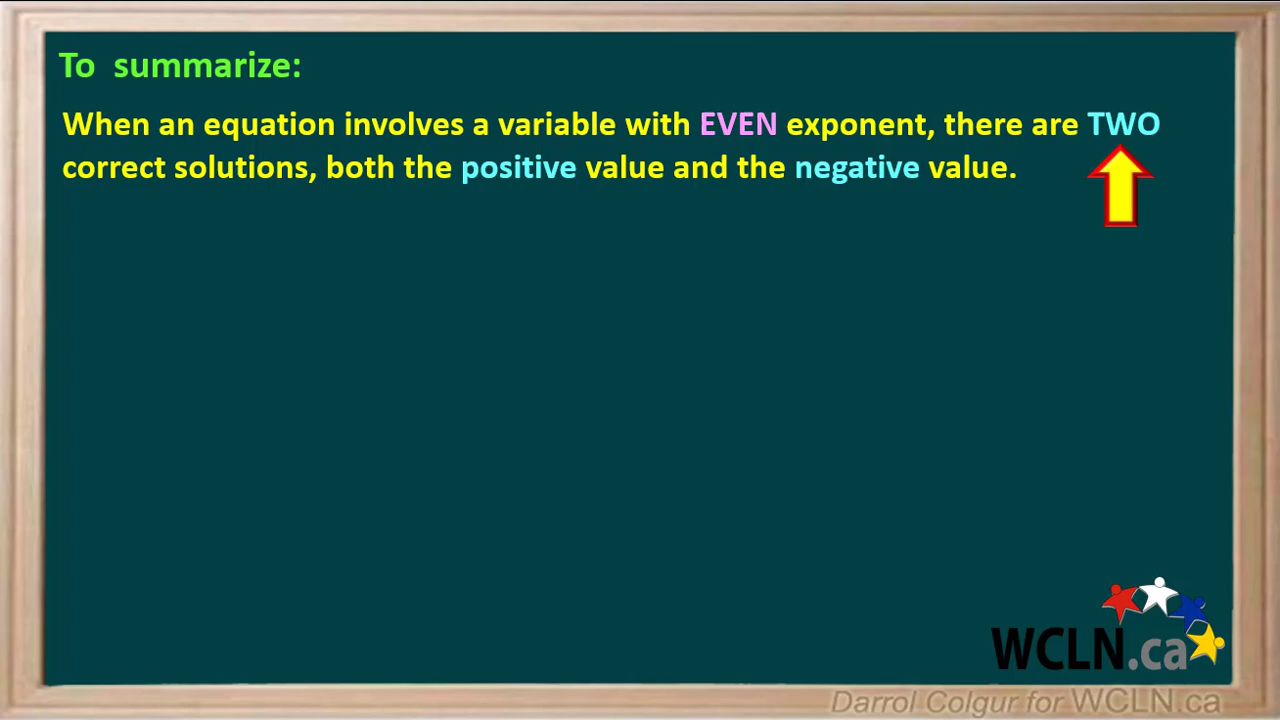 To summarize:
When an equation involves a variable with EVEN exponent, there are TWO
correct solutions, both the positive value and the negative value.
WCLN.ca
Darrol Colgur for WCLN.ca